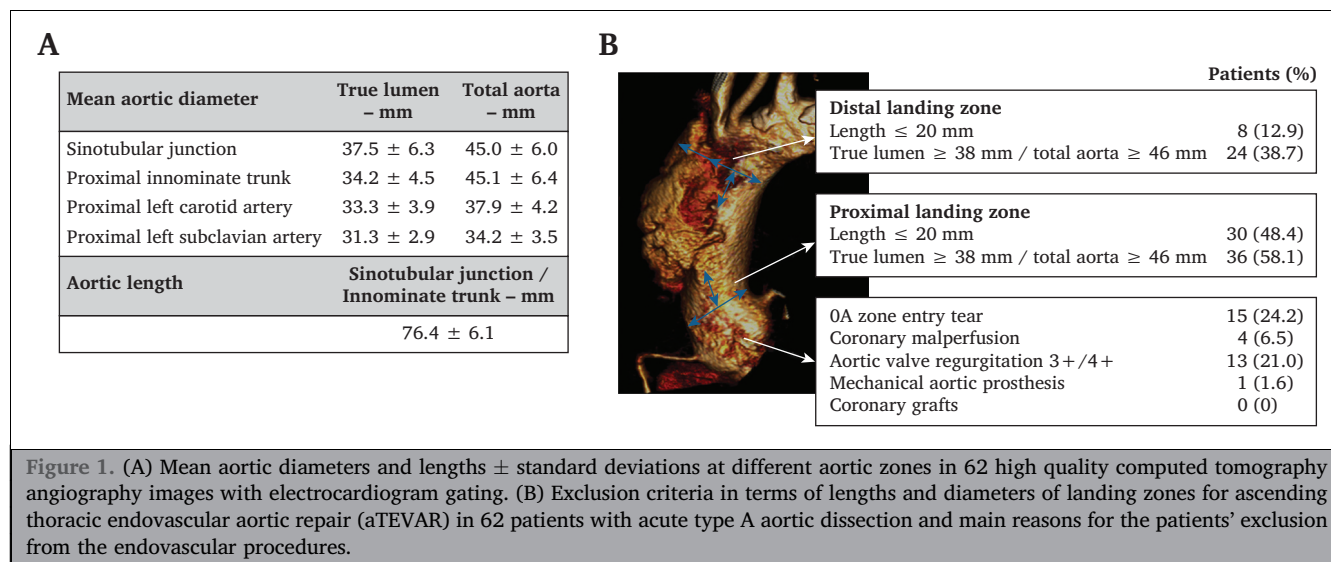 A
Mean aortic diameter True lumen – mm Total aorta – mm
Sinotubular junction 37.5 ± 6.3 45.0 ± 6.0
Proximal innominate trunk 34.2 ± 4.5 45.1 ± 6.4
Proximal left carotid artery 33.3 ± 3.9 37.9 ± 4.2
Proximal left subclavian artery 31.3 ± 2.9 34.2 ± 3.5
Aortic length Sinotubular junction / Innominate trunk – mm
76.4 ± 6.1
B
Patients (%)
Distal landing zone
Length ≤ 20 mm 8 (12.9)
True lumen ≥ 38 mm / total aorta ≥ 46 mm 24 (38.7)
Proximal landing zone
Length ≤ 20 mm 30 (48.4)
True lumen ≥ 38 mm / total aorta ≥ 46 mm 36 (58.1)
0A zone entry tear 15 (24.2)
Coronary malperfusion 4 (6.5)
Aortic valve regurgitation 3+/4+ 13 (21.0)
Mechanical aortic prosthesis 1 (1.6)
Coronary grafts 0 (0)
Figure 1. (A) Mean aortic diameters and lengths ± standard deviations at different aortic zones in 62 high quality computed tomography
angiography images with electrocardiogram gating. (B) Exclusion criteria in terms of lengths and diameters of landing zones for ascending
thoracic endovascular aortic repair (aTEVAR) in 62 patients with acute type A aortic dissection and main reasons for the patients' exclusion
from the endovascular procedures.